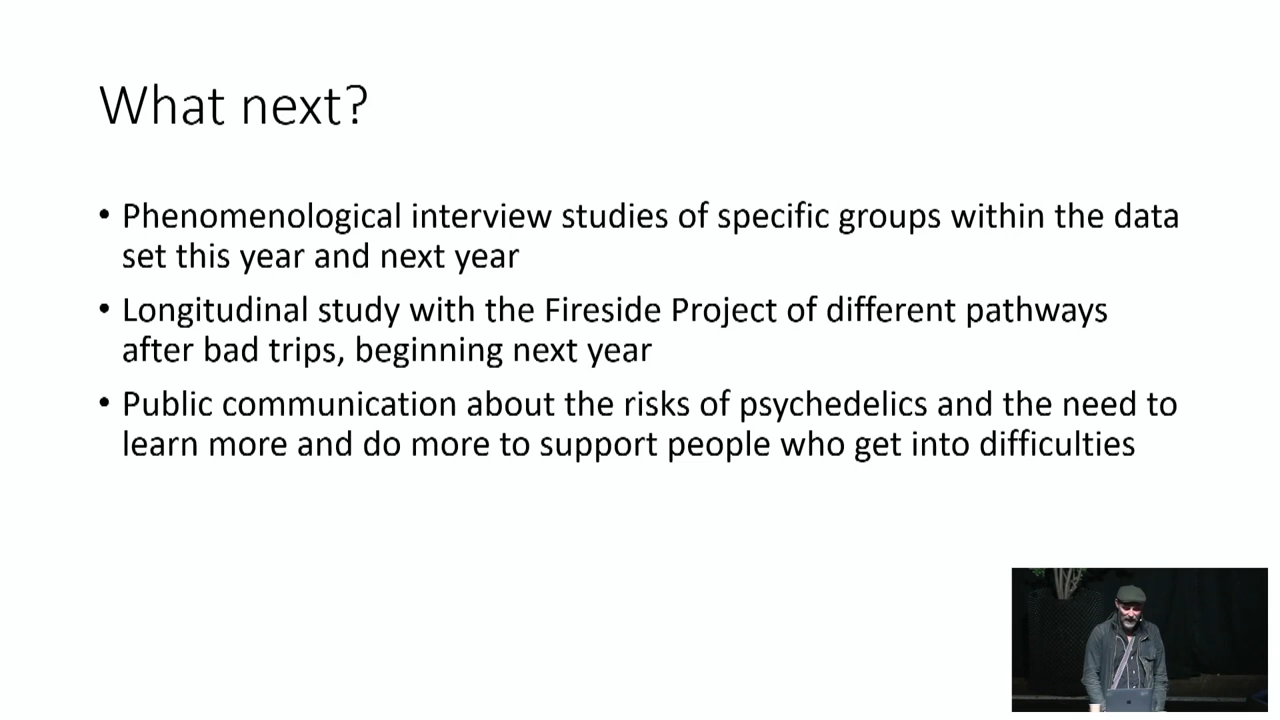 What next?
• Phenomenological interview studies of specific groups within the data
set this year and next year
• Longitudinal study with the Fireside Project of different pathways
after bad trips, beginning next year
• Public communication about the risks of psychedelics and the need to
learn more and do more to support people who get into difficulties